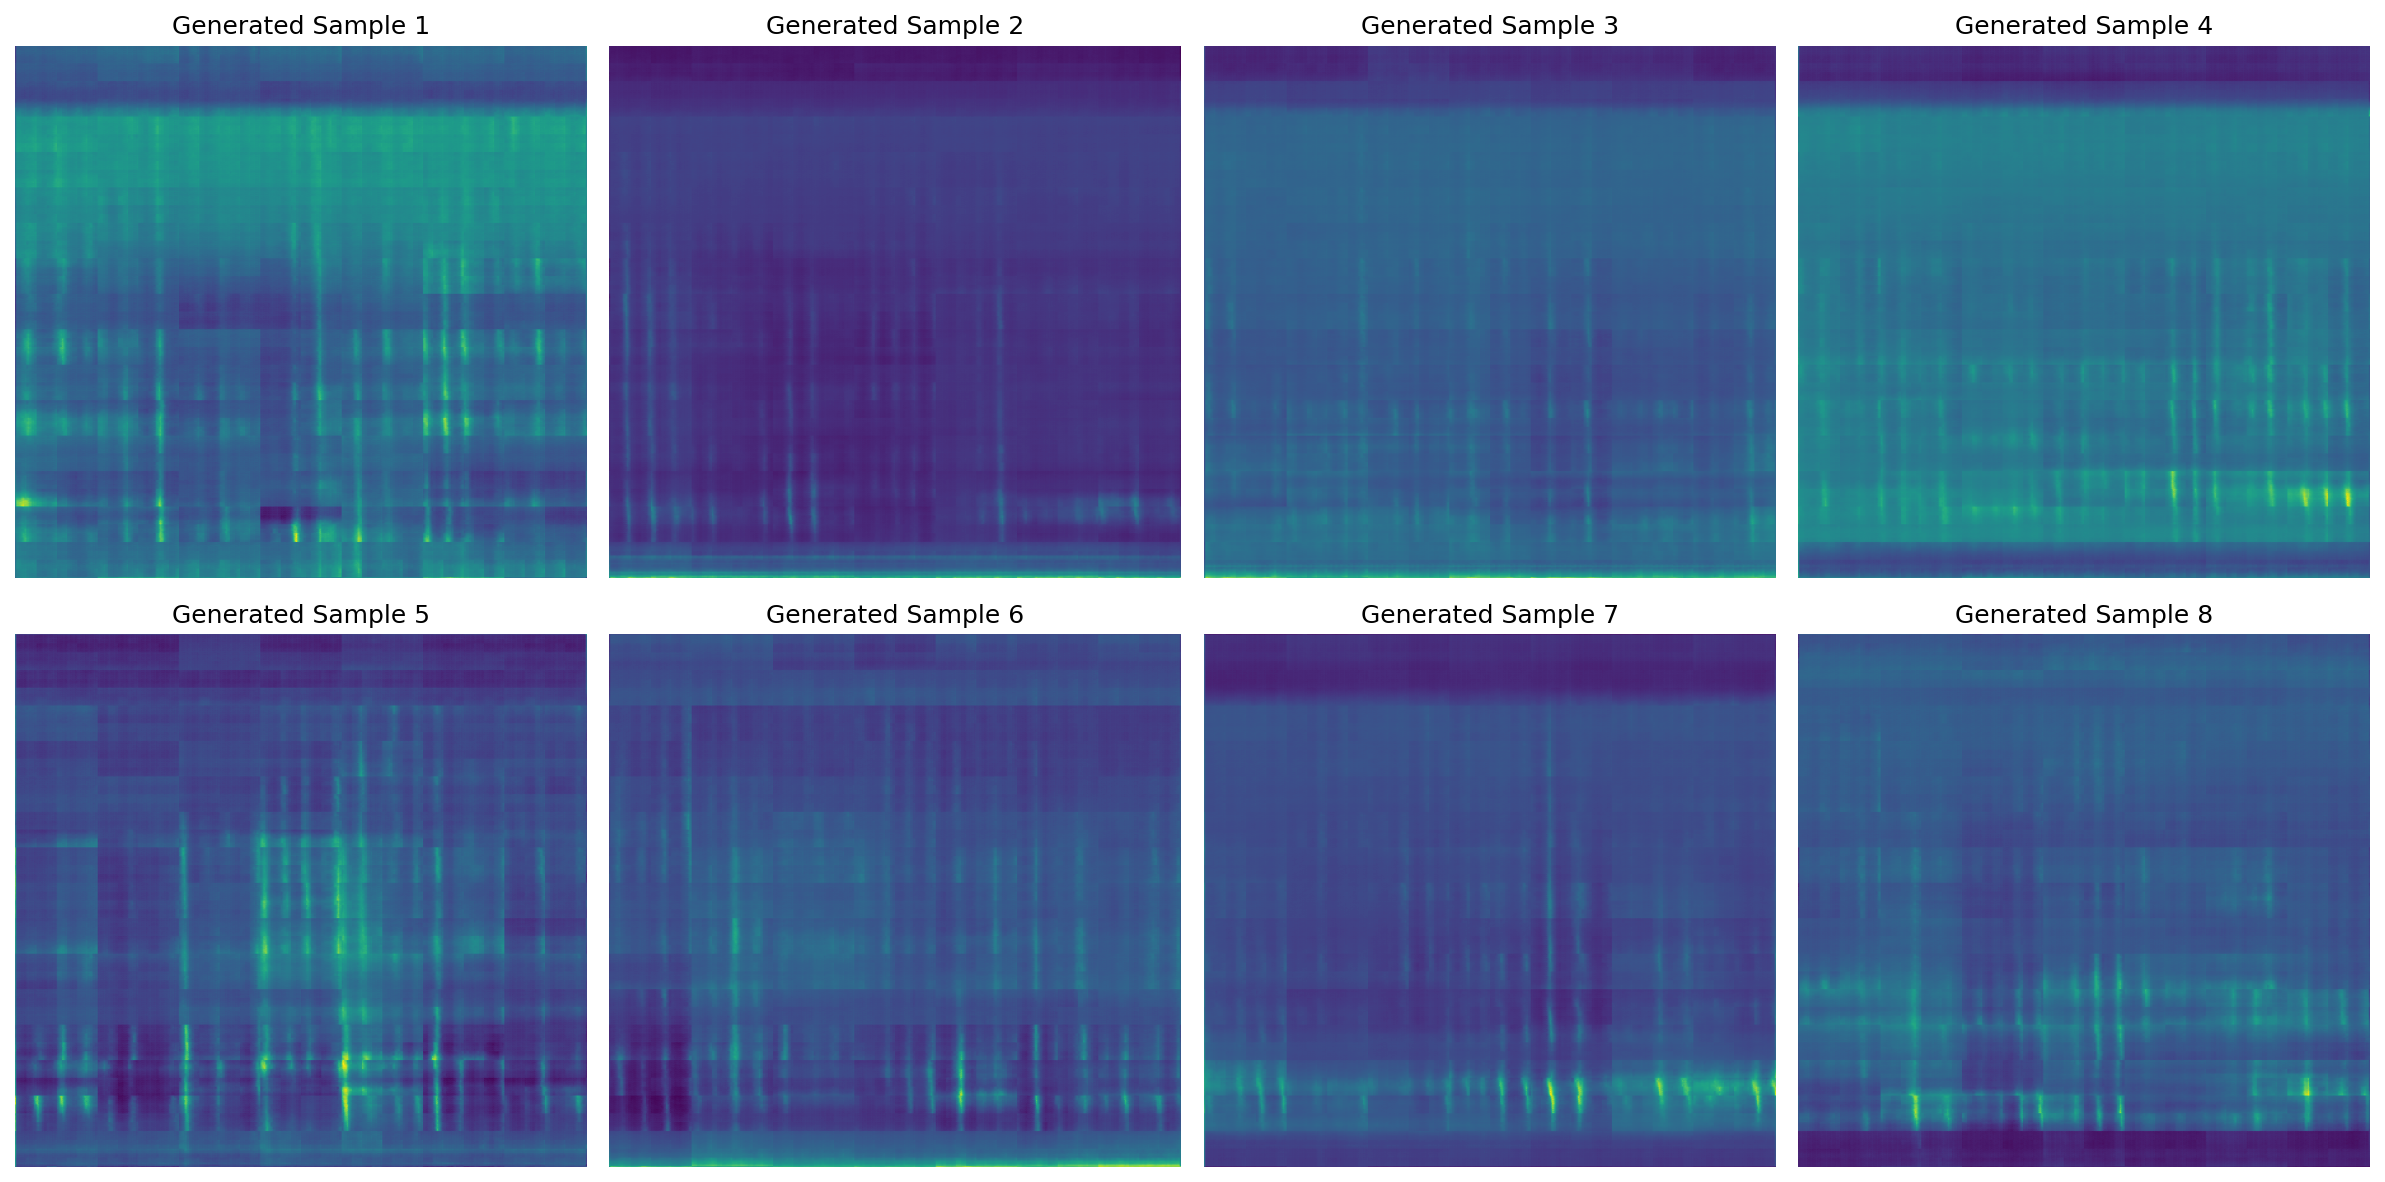 Generated Sample 1
Generated Sample 2
Generated Sample 3
Generated Sample 4
Generated Sample 5
Generated Sample 6
Generated Sample 7
Generated Sample 8